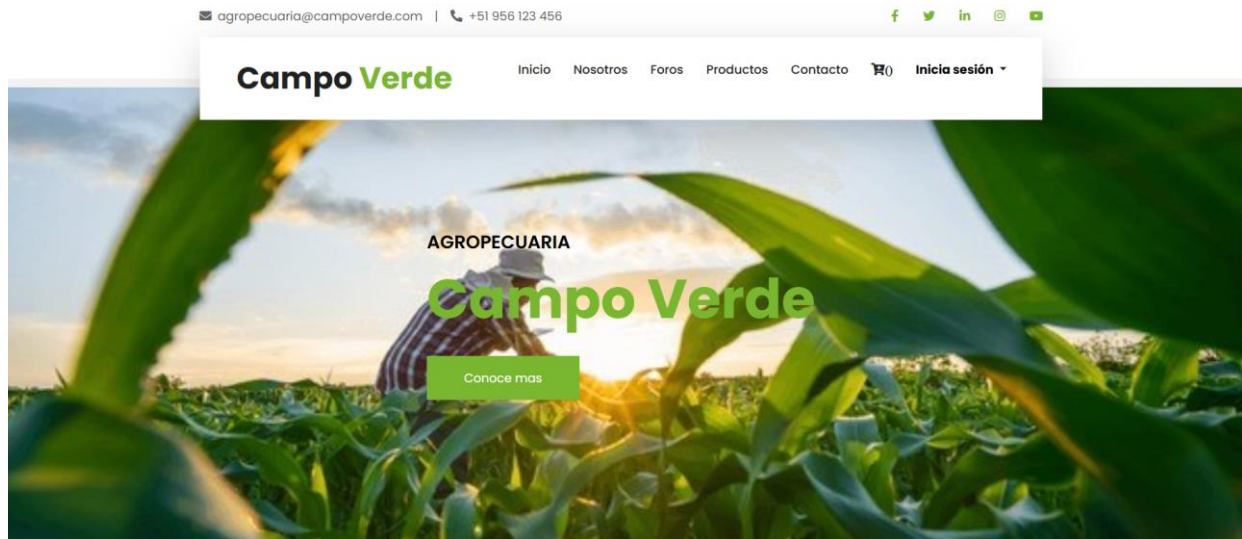 agropecuaria@campoverde.com | +51 956 123 456
Campo Verde
Inicio Nosotros Foros Productos Contacto () Inicia sesión
AGROPECUARIA
Campo Verde
Conoce mas